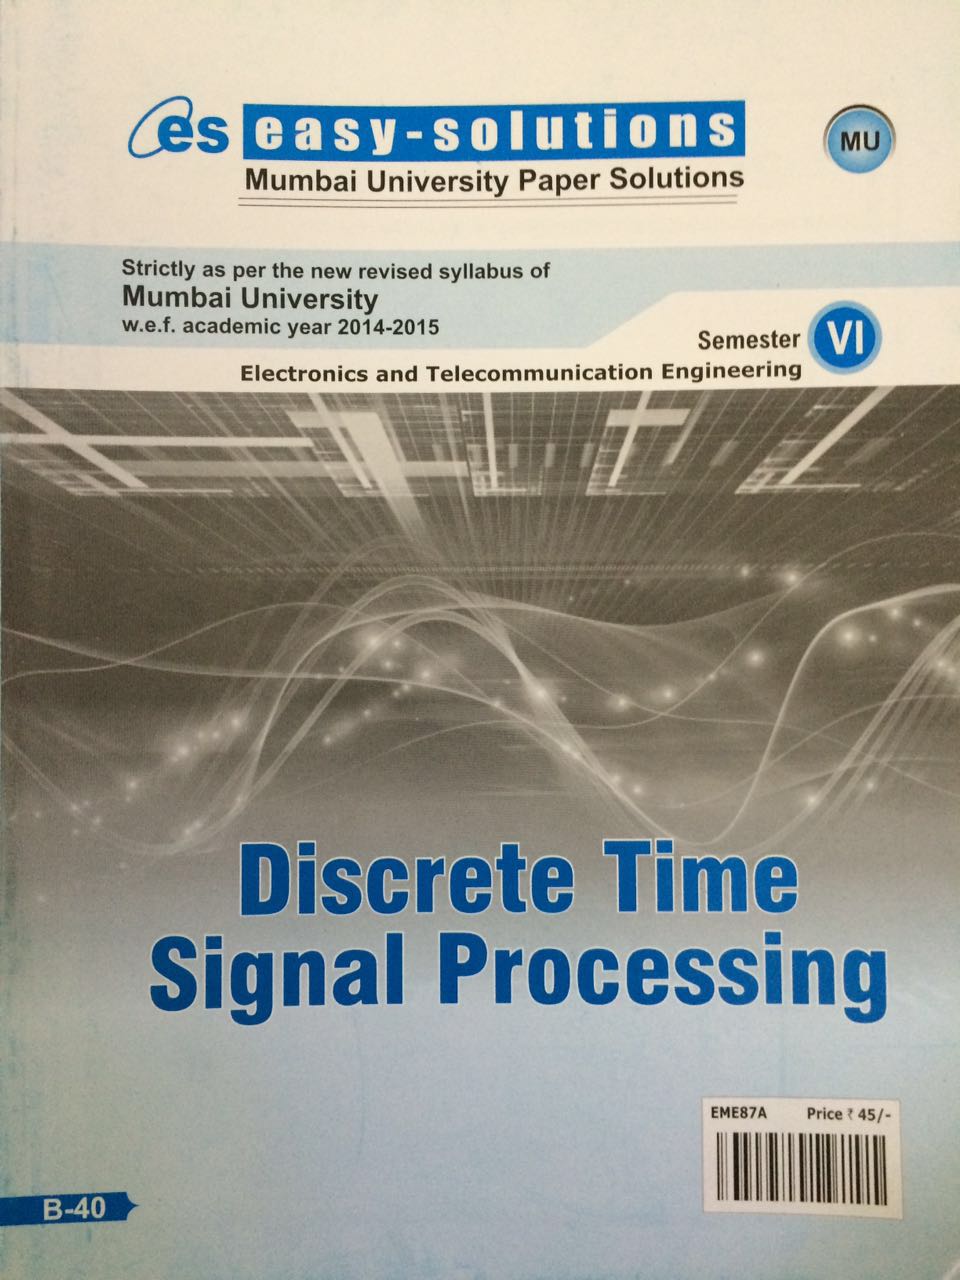 es easy-solutions
MU
Mumbai University Paper Solutions
Strictly as per the new revised syllabus of
Mumbai University
w.e.f. academic year 2014-2015
Semester VI
Electronics and Telecommunication Engineering
Discrete Time
Signal Processing
EME87A Price ₹ 45/-
B-40